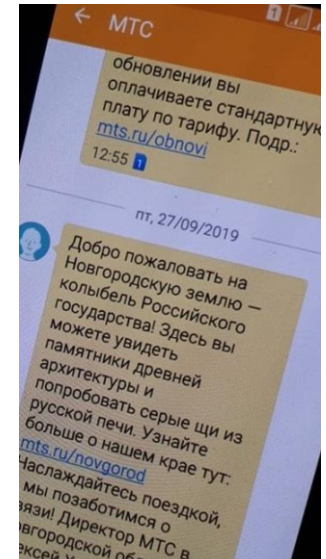 МТС
обновлении вы
оплачиваете стандартную
плату по тарифу. Подр.:
mts.ru/obnovi
12:55 1
пт, 27/09/2019
Добро пожаловать на
Новгородскую землю —
колыбель Российского
государства! Здесь вы
можете увидеть
памятники древней
архитектуры и
попробовать серые щи из
русской печи. Узнайте
больше о нашем крае тут:
mts.ru/novgorod
Наслаждайтесь поездкой,
мы позаботимся о
связи! Директор МТС в